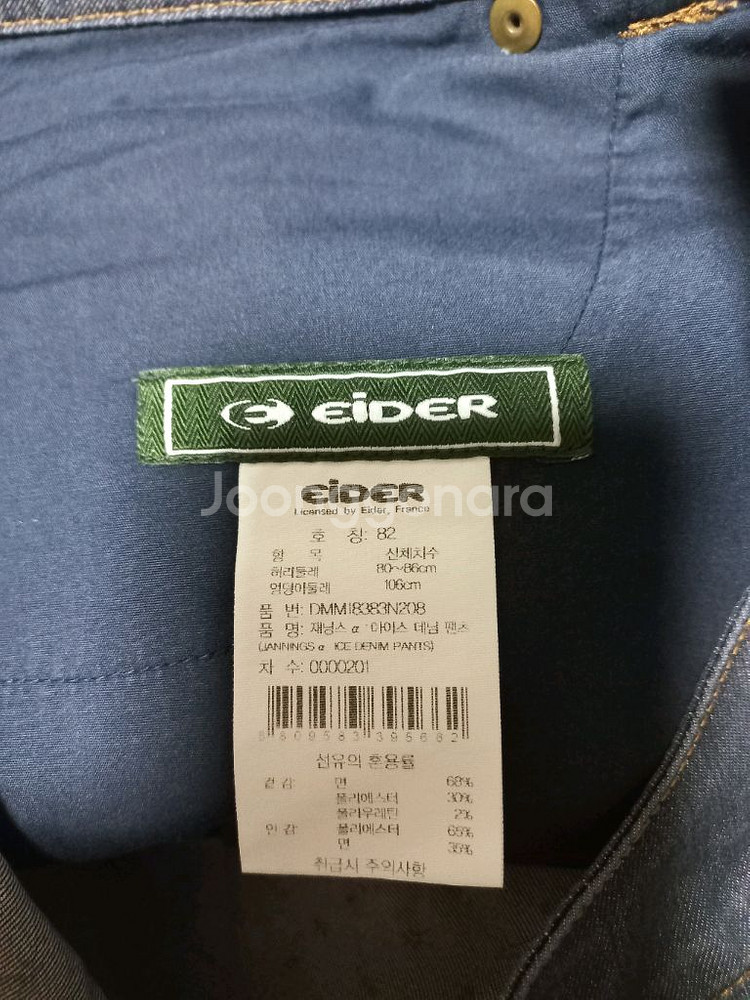 EiDER
EiDER
Joonggonara
Licensed by Eider, France
호 칭: 82
항 목 신체치수
허리둘레 80~86cm
엉덩이둘레 106cm
품 번: DMM18383N208
품 명: 재닝스 α 아이스 데님 팬츠
(JANNINGS α ICE DENIM PANTS)
차 수: 0000201
8809583395682
섬유의 혼용률
겉감 면 68%
폴리에스터 30%
폴리우레탄 2%
안감 폴리에스터 65%
면 35%
취급시 주의사항